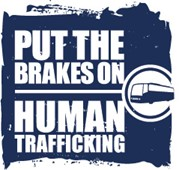 PUT THE
BRAKES ON
HUMAN
TRAFFICKING